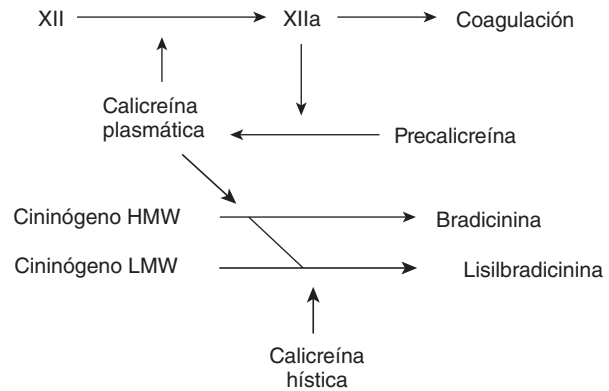 XII XIIa Coagulación
Calicreína
plasmática
Precalicreína
Cininógeno HMW Bradicinina
Cininógeno LMW Lisilbradicinina
Calicreína
hística